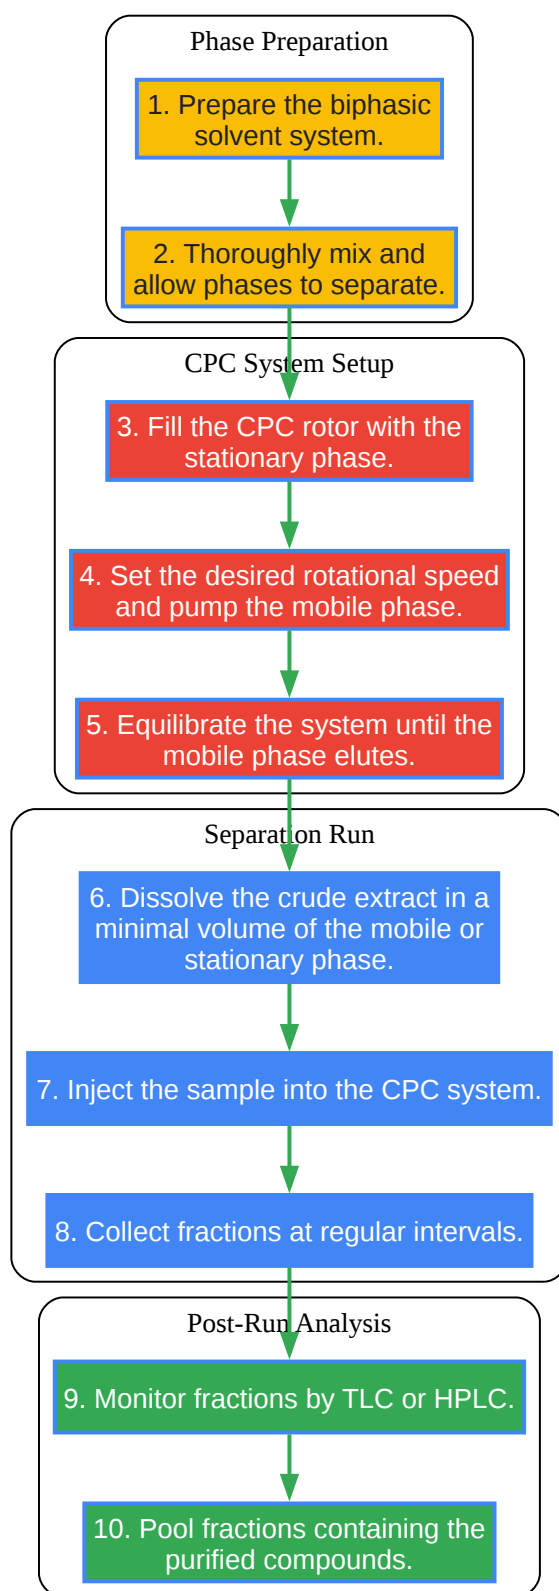 Phase Preparation
1. Prepare the biphasic
solvent system.
2. Thoroughly mix and
allow phases to separate.
CPC System Setup
3. Fill the CPC rotor with the
stationary phase.
4. Set the desired rotational speed
and pump the mobile phase.
5. Equilibrate the system until the
mobile phase elutes.
Separation Run
6. Dissolve the crude extract in a
minimal volume of the mobile or
stationary phase.
7. Inject the sample into the CPC system.
8. Collect fractions at regular intervals.
Post-Run Analysis
9. Monitor fractions by TLC or HPLC.
10. Pool fractions containing the
purified compounds.